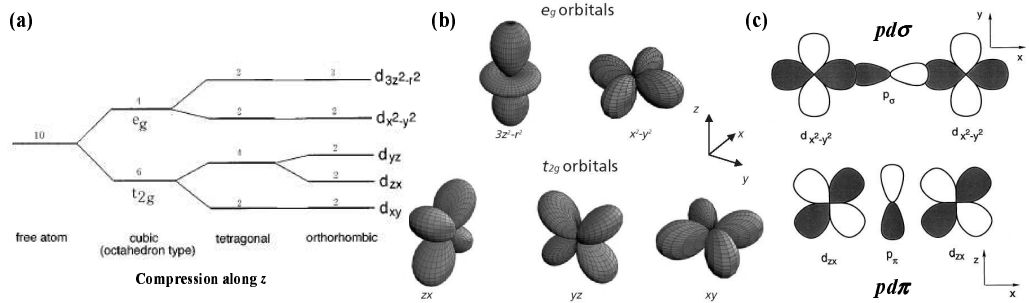 (a)
10
4
e_g
6
t_2g
2
2
4
2
2
2
2
2
2
d_3z²-r²
d_x²-y²
d_yz
d_zx
d_xy
free atom
cubic
(octahedron type)
tetragonal
orthorhombic
Compression along z
(b)
e_g orbitals
3z²-r²
x²-y²
z
x
y
t_2g orbitals
zx
yz
xy
(c)
pdσ
y
x
p_σ
d_x²-y²
d_x²-y²
d_zx
p_π
d_zx
z
x
pdπ